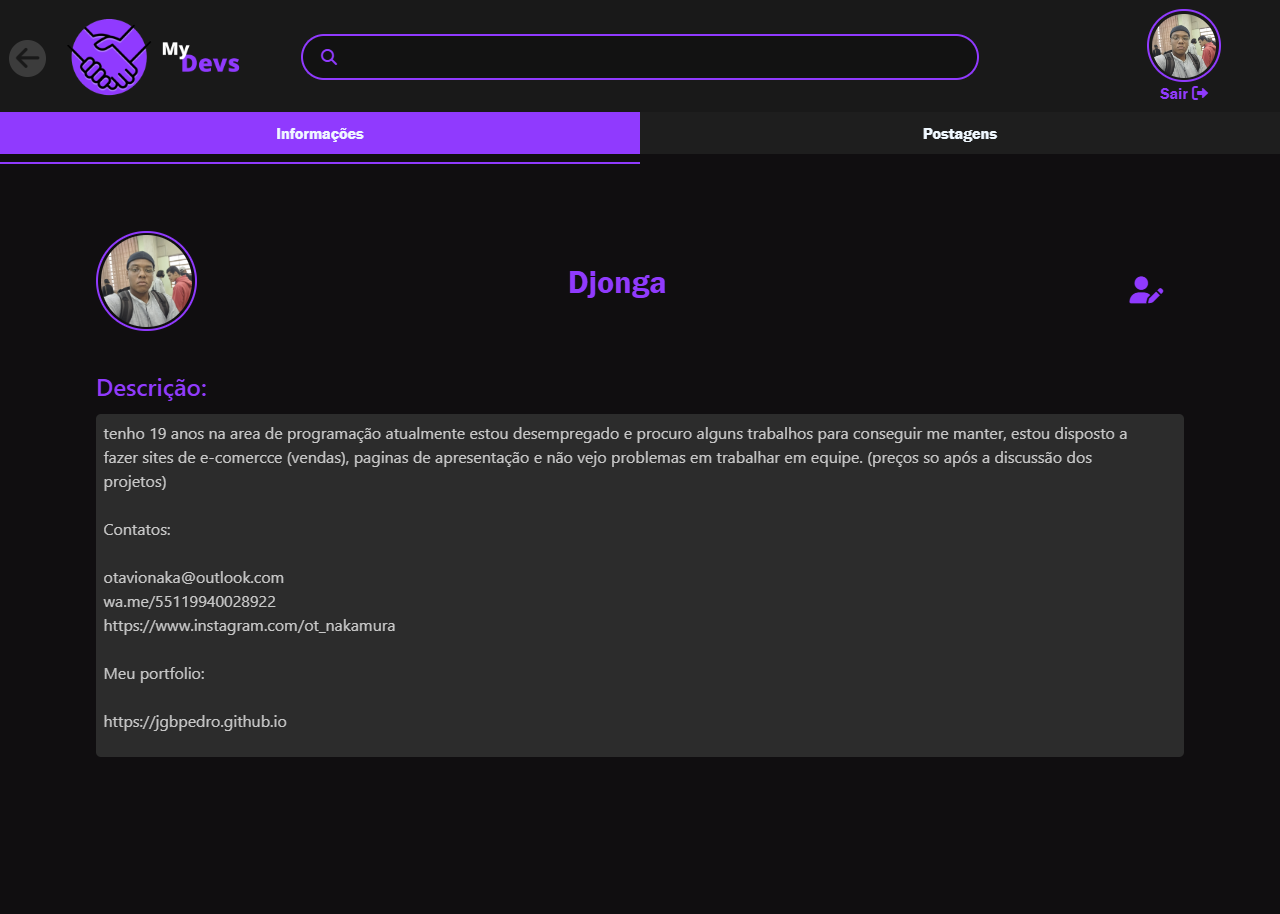 My
Devs
Sair
Informações
Postagens
Djonga
Descrição:
tenho 19 anos na area de programação atualmente estou desempregado e procuro alguns trabalhos para conseguir me manter, estou disposto a
fazer sites de e-comercce (vendas), paginas de apresentação e não vejo problemas em trabalhar em equipe. (preços so após a discussão dos
projetos)
Contatos:
otavionaka@outlook.com
wa.me/55119940028922
https://www.instagram.com/ot_nakamura
Meu portfolio:
https://jgbpedro.github.io